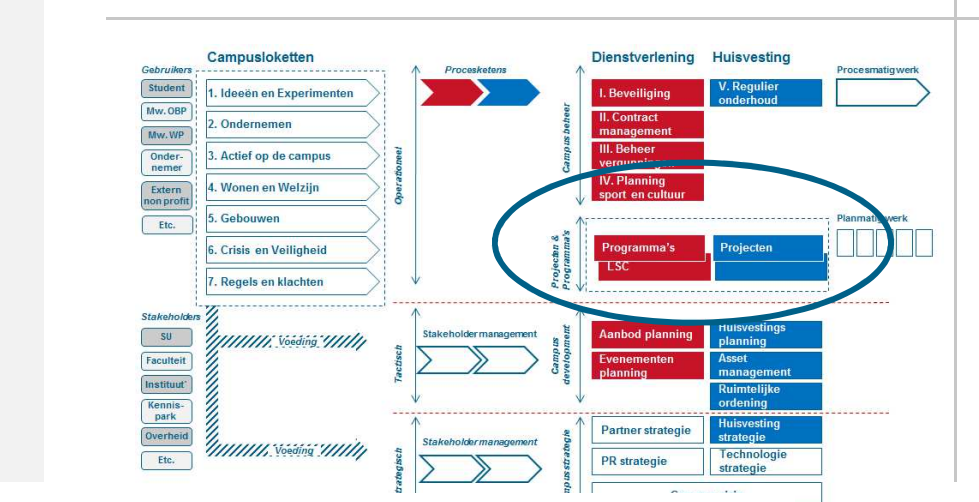 Campusloketten
Dienstverlening
Huisvesting
Gebruikers
Procesketens
Procesmatig werk
Student
Mw. OBP
Mw. WP
Onder-
nemer
Extern
non profit
Etc.
1. Ideeën en Experimenten
2. Ondernemen
3. Actief op de campus
4. Wonen en Welzijn
5. Gebouwen
6. Crisis en Veiligheid
7. Regels en klachten
Operationeel
Campus beheer
I. Beveiliging
II. Contract
management
III. Beheer
vergunningen
IV. Planning
sport en cultuur
V. Regulier
onderhoud
Planmatig werk
Projecten &
Programma's
Programma's
LSC
Projecten
Stakeholders
SU
Faculteit
Instituut'
Kennis-
park
Overheid
Etc.
Voeding
Voeding
Tactisch
Stakeholdermanagement
Campus
development
Aanbod planning
Evenementen
planning
Huisvestings
planning
Asset
management
Ruimtelijke
ordening
Stakeholdermanagement
Partner strategie
PR strategie
Huisvesting
strategie
Technologie
strategie